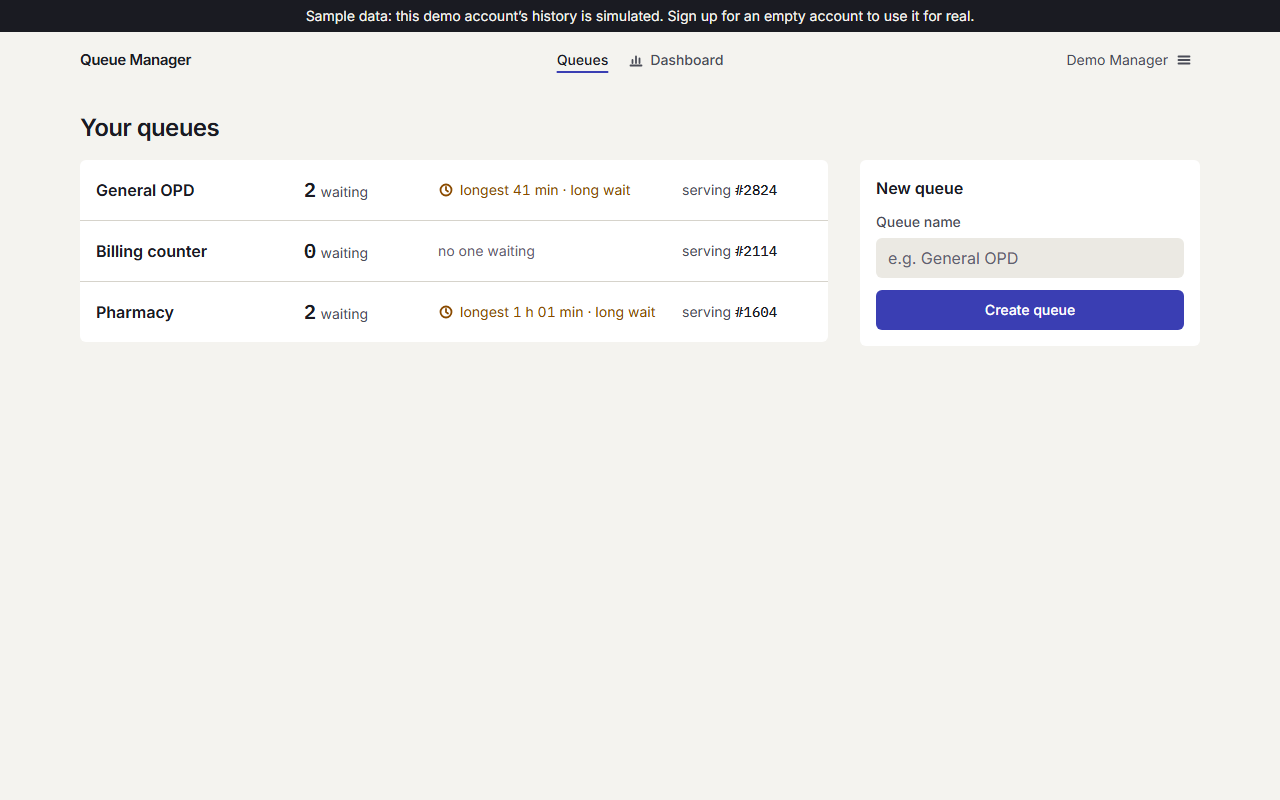 Sample data: this demo account's history is simulated. Sign up for an empty account to use it for real.
Queue Manager
Queues
Dashboard
Demo Manager
Your queues
General OPD 2 waiting longest 41 min · long wait serving #2824
Billing counter 0 waiting no one waiting serving #2114
Pharmacy 2 waiting longest 1 h 01 min · long wait serving #1604
New queue
Queue name
e.g. General OPD
Create queue